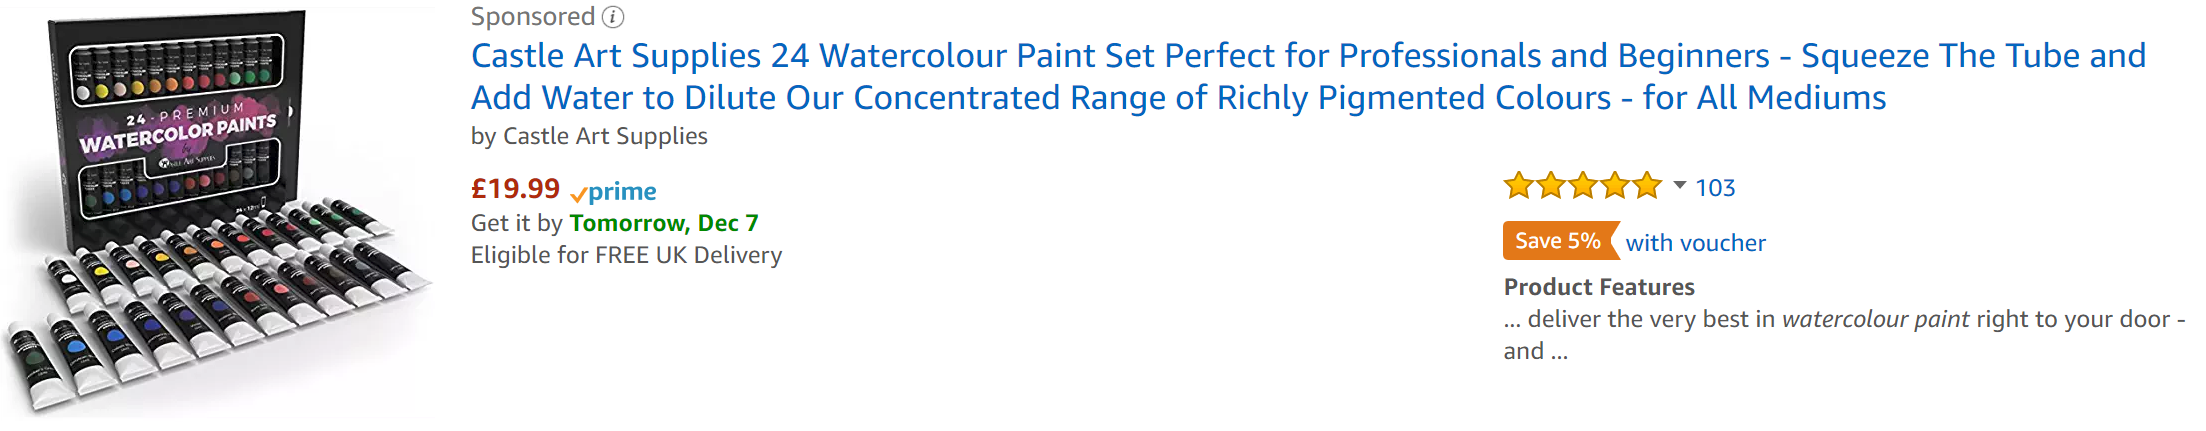 Sponsored
Castle Art Supplies 24 Watercolour Paint Set Perfect for Professionals and Beginners - Squeeze The Tube and
Add Water to Dilute Our Concentrated Range of Richly Pigmented Colours - for All Mediums
by Castle Art Supplies
£19.99 prime
Get it by Tomorrow, Dec 7
Eligible for FREE UK Delivery
103
Save 5% with voucher
Product Features
... deliver the very best in watercolour paint right to your door -
and ...
24 - PREMIUM
WATERCOLOR PAINTS
by
Castle Art Supplies